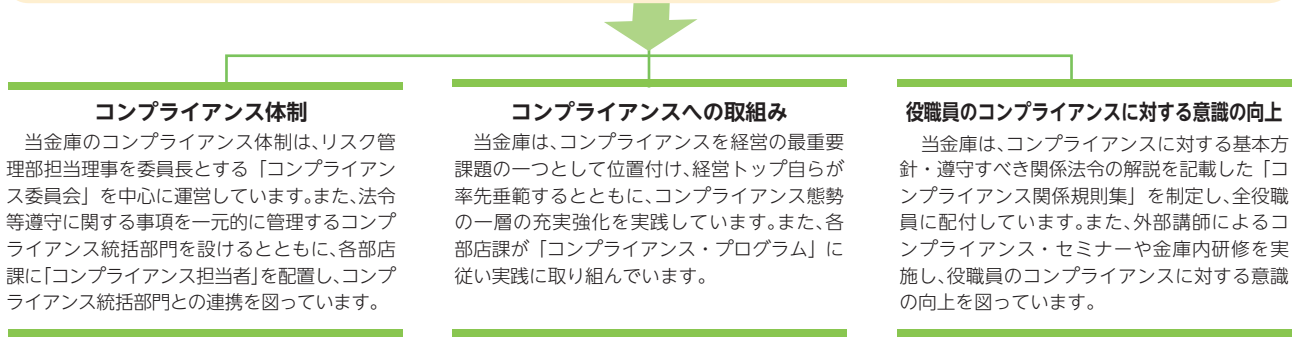 コンプライアンス体制
　当金庫のコンプライアンス体制は、リスク管
理部担当理事を委員長とする「コンプライアン
ス委員会」を中心に運営しています。また、法令
等遵守に関する事項を一元的に管理するコンプ
ライアンス統括部門を設けるとともに、各部店
課に「コンプライアンス担当者」を配置し、コンプ
ライアンス統括部門との連携を図っています。
コンプライアンスへの取組み
　当金庫は、コンプライアンスを経営の最重要
課題の一つとして位置付け、経営トップ自らが
率先垂範するとともに、コンプライアンス態勢
の一層の充実強化を実践しています。また、各
部店課が「コンプライアンス・プログラム」に
従い実践に取り組んでいます。
役職員のコンプライアンスに対する意識の向上
　当金庫は、コンプライアンスに対する基本方
針・遵守すべき関係法令の解説を記載した「コ
ンプライアンス関係規則集」を制定し、全役職
員に配付しています。また、外部講師によるコ
ンプライアンス・セミナーや金庫内研修を実
施し、役職員のコンプライアンスに対する意識
の向上を図っています。